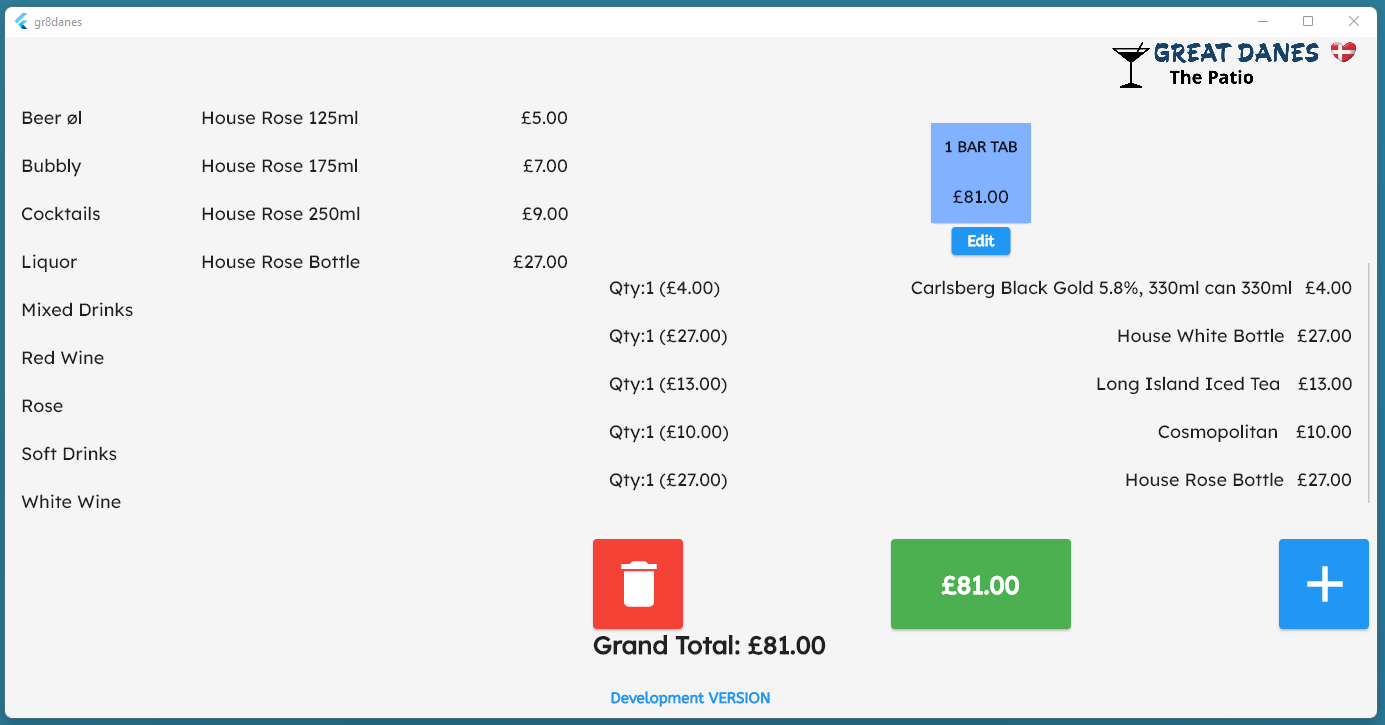 gr8danes
GREAT DANES
The Patio
Beer øl House Rose 125ml £5.00
Bubbly House Rose 175ml £7.00
Cocktails House Rose 250ml £9.00
Liquor House Rose Bottle £27.00
Mixed Drinks
Red Wine
Rose
Soft Drinks
White Wine
1 BAR TAB
£81.00
Edit
Qty:1 (£4.00) Carlsberg Black Gold 5.8%, 330ml can 330ml £4.00
Qty:1 (£27.00) House White Bottle £27.00
Qty:1 (£13.00) Long Island Iced Tea £13.00
Qty:1 (£10.00) Cosmopolitan £10.00
Qty:1 (£27.00) House Rose Bottle £27.00
£81.00
Grand Total: £81.00
Development VERSION